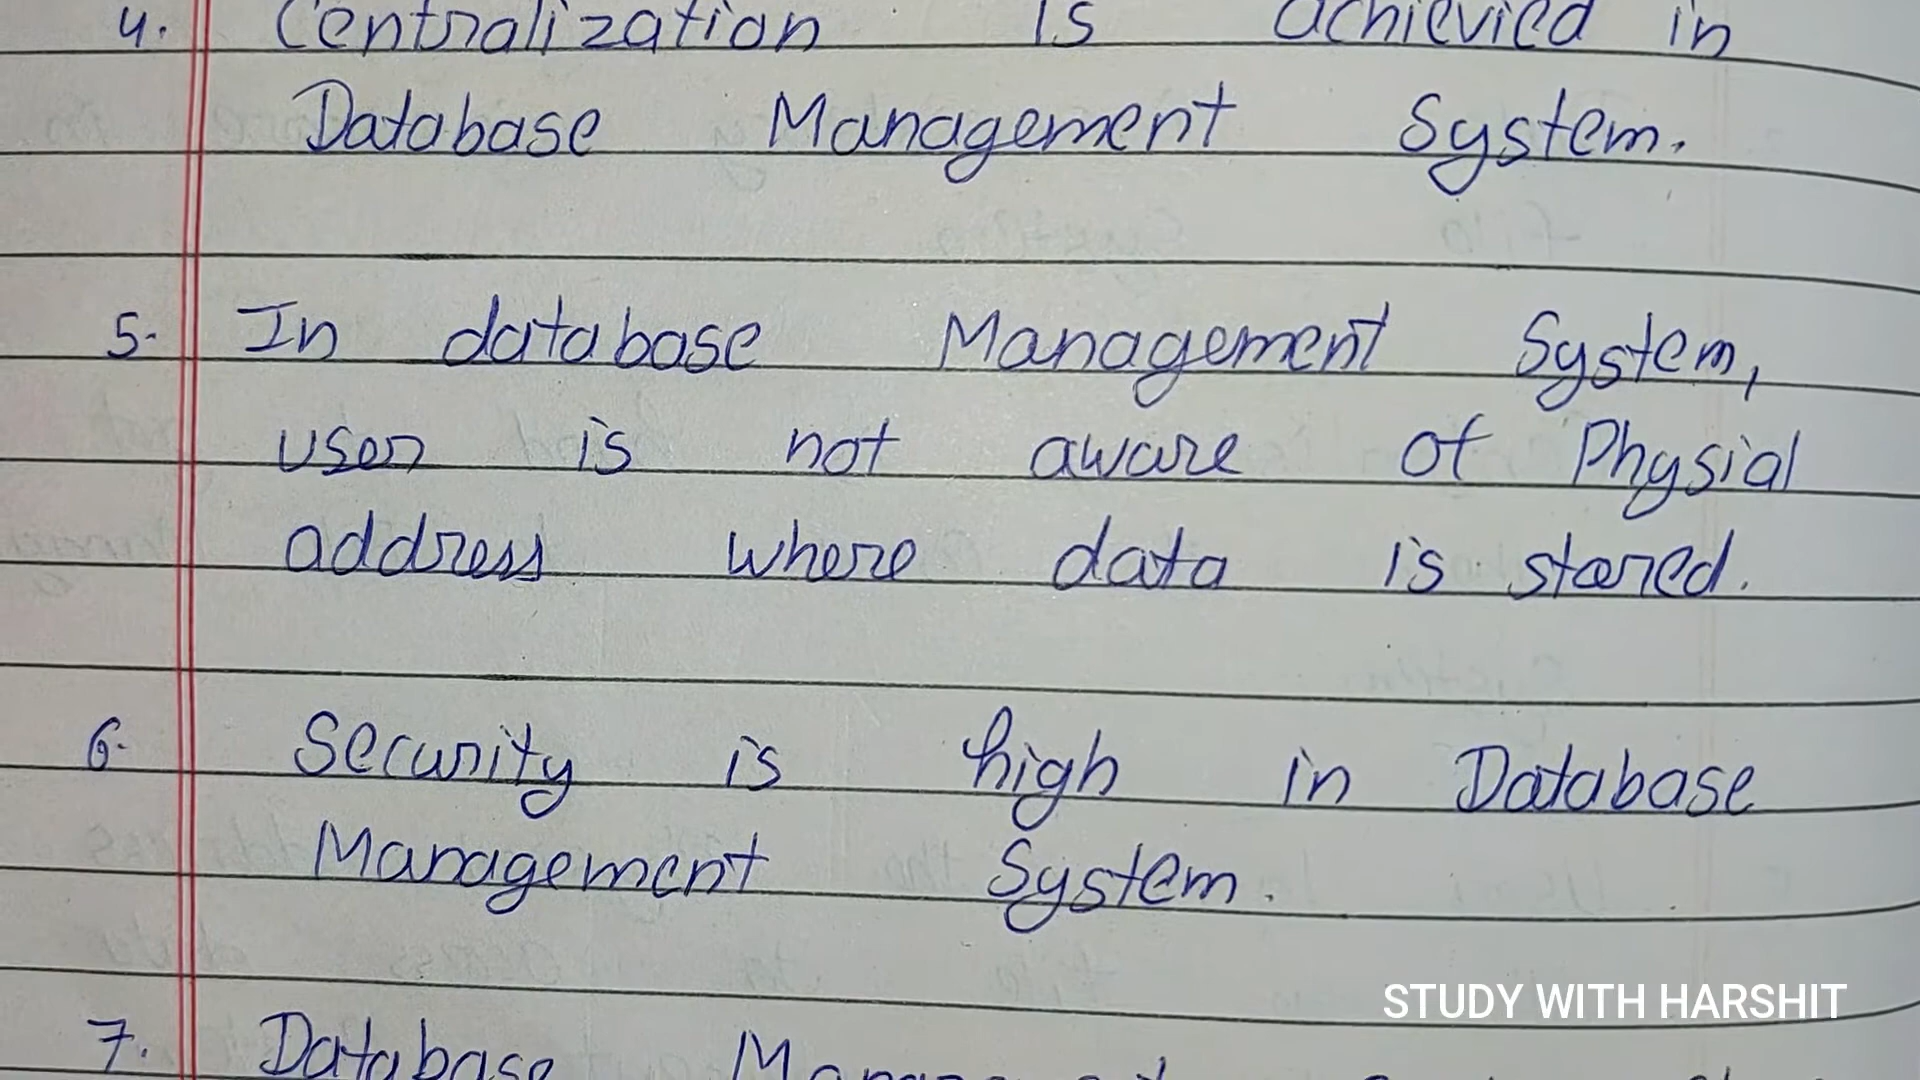 4. Centralization is achievied in
Database Management System.
5. In database Management System,
user is not aware of Physial
address where data is stored.
6. Security is high in Database
Management System.
STUDY WITH HARSHIT
7. Database